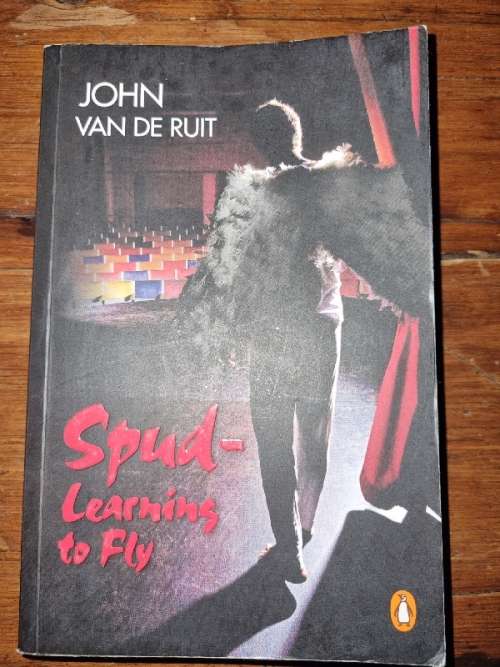 JOHN
VAN DE RUIT
Spud-
Learning
to Fly